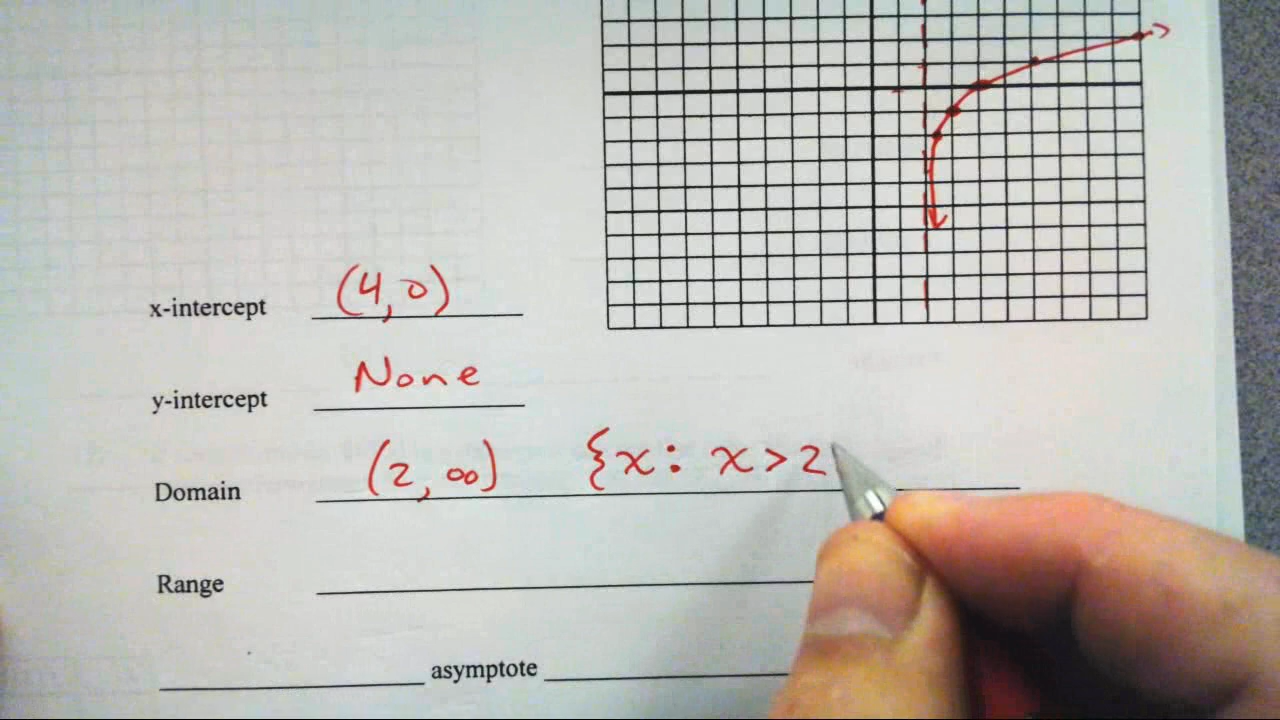 x-intercept (4,0)
y-intercept None
Domain (2, ∞) {x: x>2
Range
asymptote